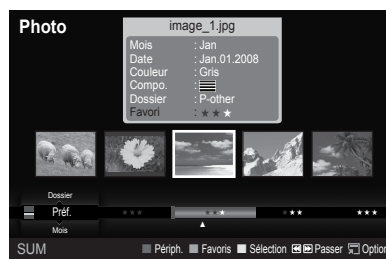 Photo
image_1.jpg
Mois : Jan
Date : Jan.01.2008
Couleur : Gris
Compo. :
Dossier : P-other
Favori : ★ ★ ★
Dossier
Préf.
★★★ ★★★ ★★ ★★★
Mois
SUM Périph. Favoris Sélection Passer Option